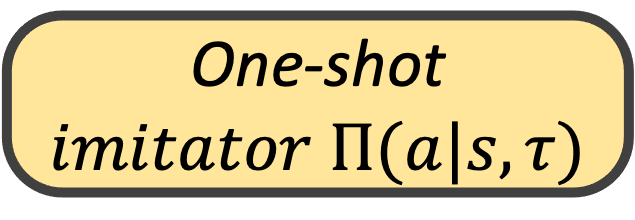 One-shot
imitator Π(a|s, τ)